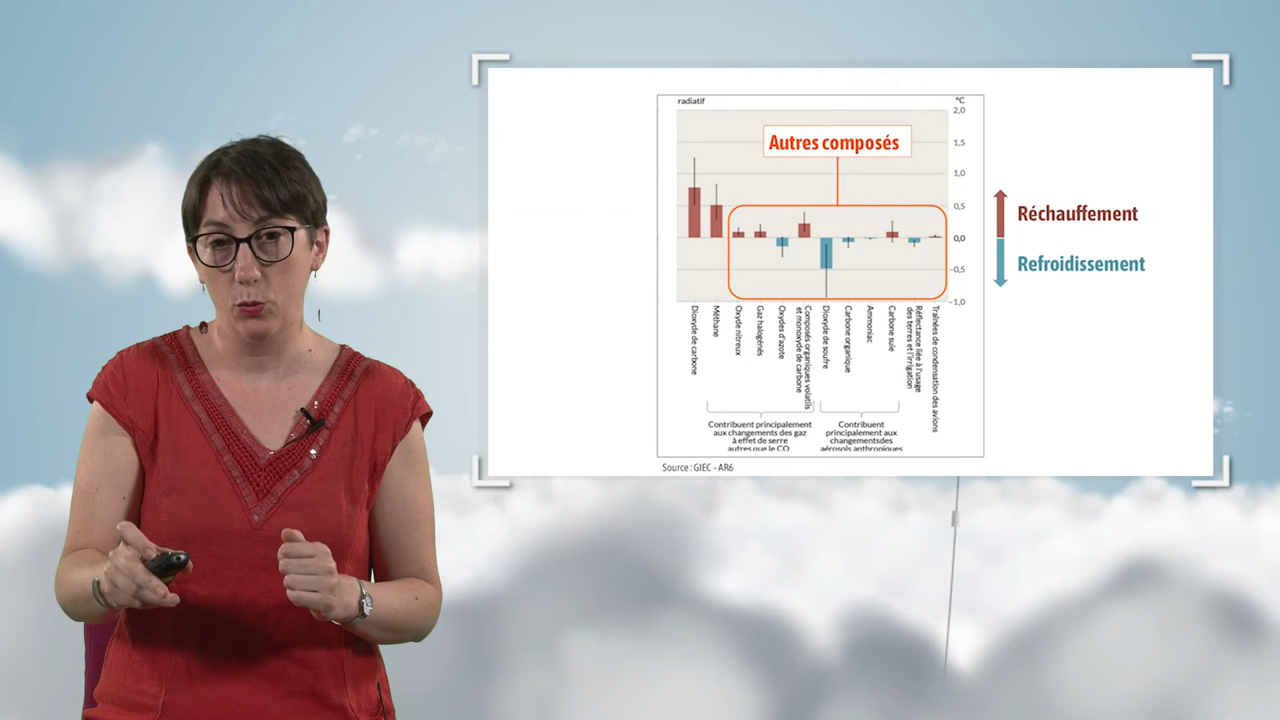 radiatif
°C
2,0
Autres composés
1,5
1,0
0,5
0,0
-0,5
-1,0
Réchauffement
Refroidissement
Dioxyde de carbone
Méthane
Oxyde nitreux
Gaz halogénés
Oxydes d'azote
Composés organiques volatils
et monoxyde de carbone
Dioxyde de soufre
Carbone organique
Ammoniac
Carbone suie
Réflectance liée à l'usage
des terres et l'irrigation
Traînées de condensation des avions
Contribuent principalement
aux changements des gaz
à effet de serre
autres que le CO
Contribuent
principalement aux
changementsdes
aérosols anthropiques
Source : GIEC – AR6